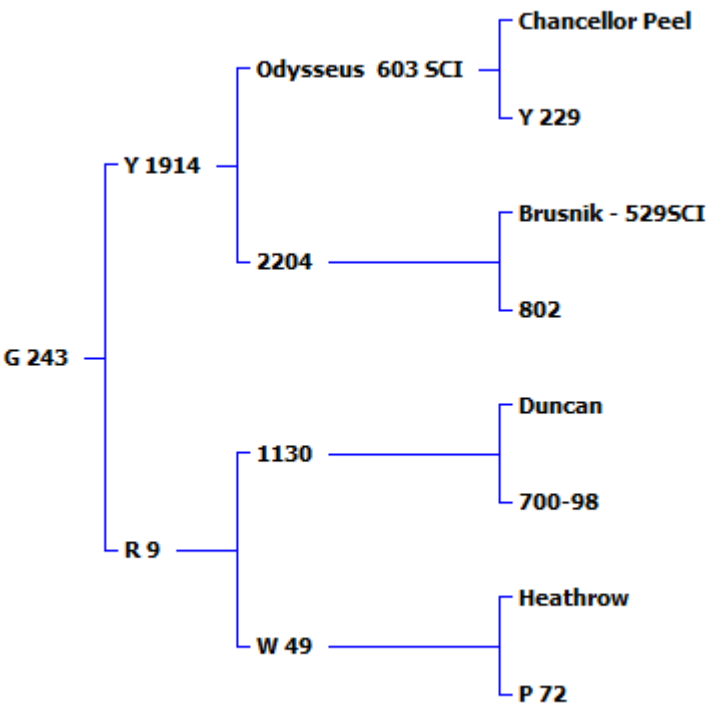 Chancellor Peel
Odysseus  603 SCI
Y 229
Y 1914
Brusnik - 529SCI
2204
802
G 243
Duncan
1130
700-98
R 9
Heathrow
W 49
P 72